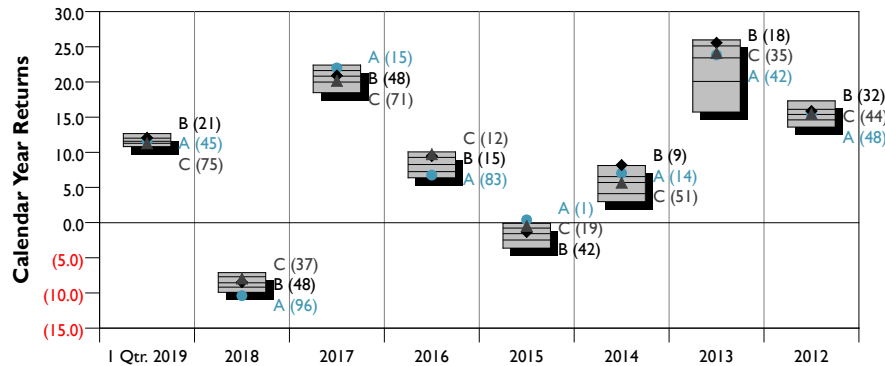 Calendar Year Returns
30.0
25.0
20.0
15.0
10.0
5.0
0.0
(5.0)
(10.0)
(15.0)
B (21)
A (45)
C (75)
C (37)
B (48)
A (96)
A (15)
B (48)
C (71)
C (12)
B (15)
A (83)
A (1)
C (19)
B (42)
B (9)
A (14)
C (51)
B (18)
C (35)
A (42)
B (32)
C (44)
A (48)
1 Qtr. 2019 2018 2017 2016 2015 2014 2013 2012